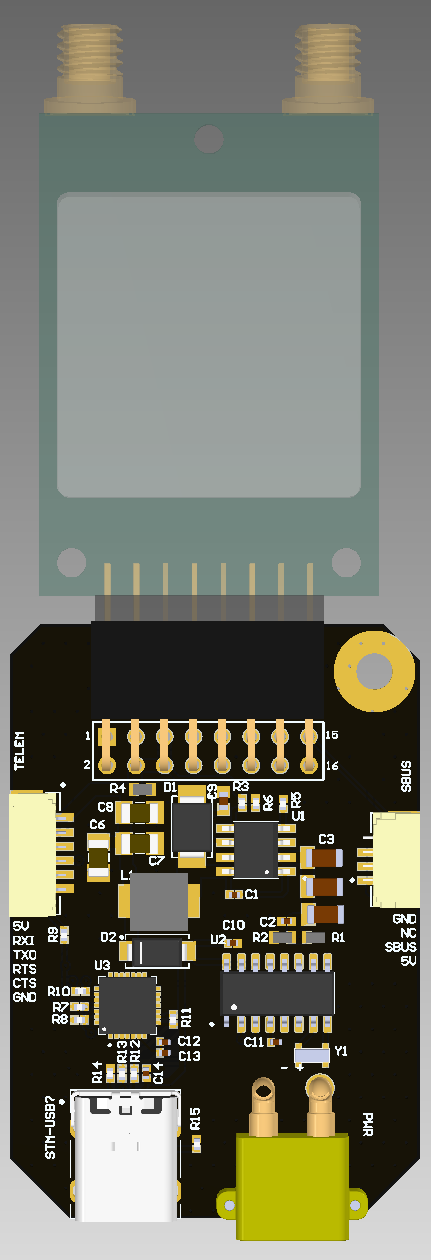 1
15
2
16
TELEM
SBUS
R4
D1
C9
R3
R6
R5
C8
U1
C6
C7
C3
L1
C1
5V
RXI
TXO
RTS
CTS
GND
R9
C10
C2
GND
NC
SBUS
5V
D2
U2
R2
R1
U3
R10
R7
R8
R11
C12
C13
C11
Y1
- +
R14
R13
R12
C14
STM-USB?
R15
PWR